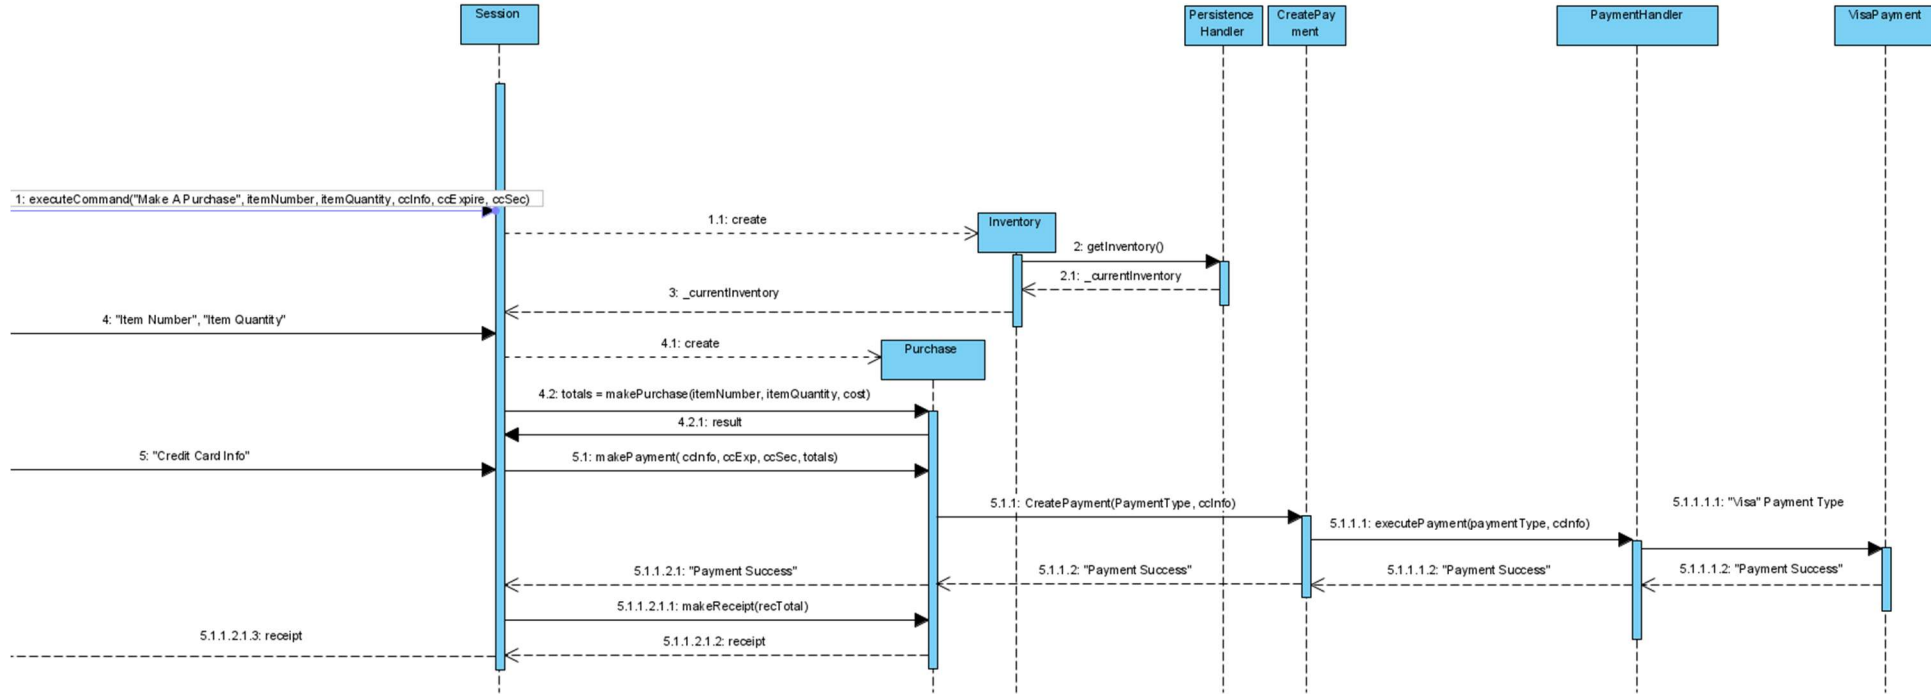 Session
Persistence
Handler
CreatePay
ment
PaymentHandler
VisaPayment
1: executeCommand("Make A Purchase", itemNumber, itemQuantity, ccInfo, ccExpire, ccSec)
1.1: create
Inventory
2: getInventory()
2.1: _currentInventory
3: _currentInventory
4: "Item Number", "Item Quantity"
4.1: create
Purchase
4.2: totals = makePurchase(itemNumber, itemQuantity, cost)
4.2.1: result
5: "Credit Card Info"
5.1: makePayment( ccInfo, ccExp, ccSec, totals)
5.1.1: CreatePayment(PaymentType, ccInfo)
5.1.1.1: executePayment(paymentType, ccInfo)
5.1.1.1.1: "Visa" Payment Type
5.1.1.2.1: "Payment Success"
5.1.1.2: "Payment Success"
5.1.1.1.2: "Payment Success"
5.1.1.1.2: "Payment Success"
5.1.1.2.1.1: makeReceipt(recTotal)
5.1.1.2.1.3: receipt
5.1.1.2.1.2: receipt